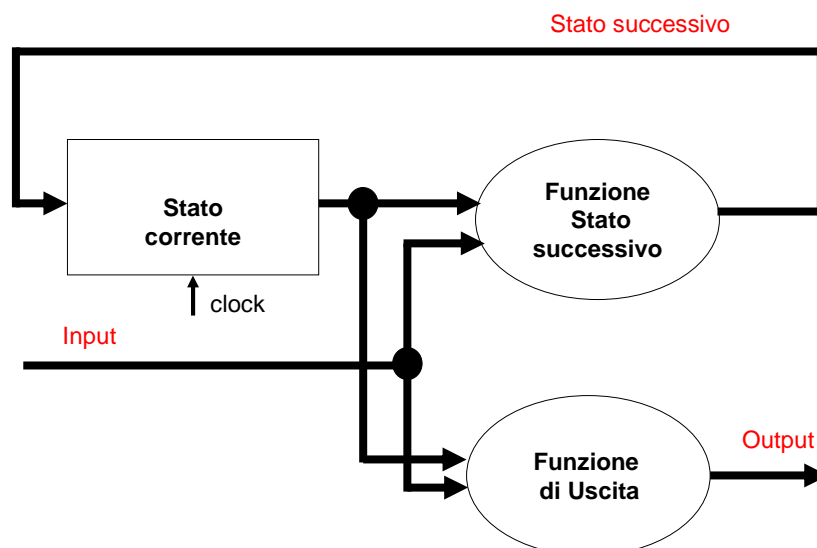 Stato successivo
Stato
corrente
Funzione
Stato
successivo
clock
Input
Funzione
di Uscita
Output